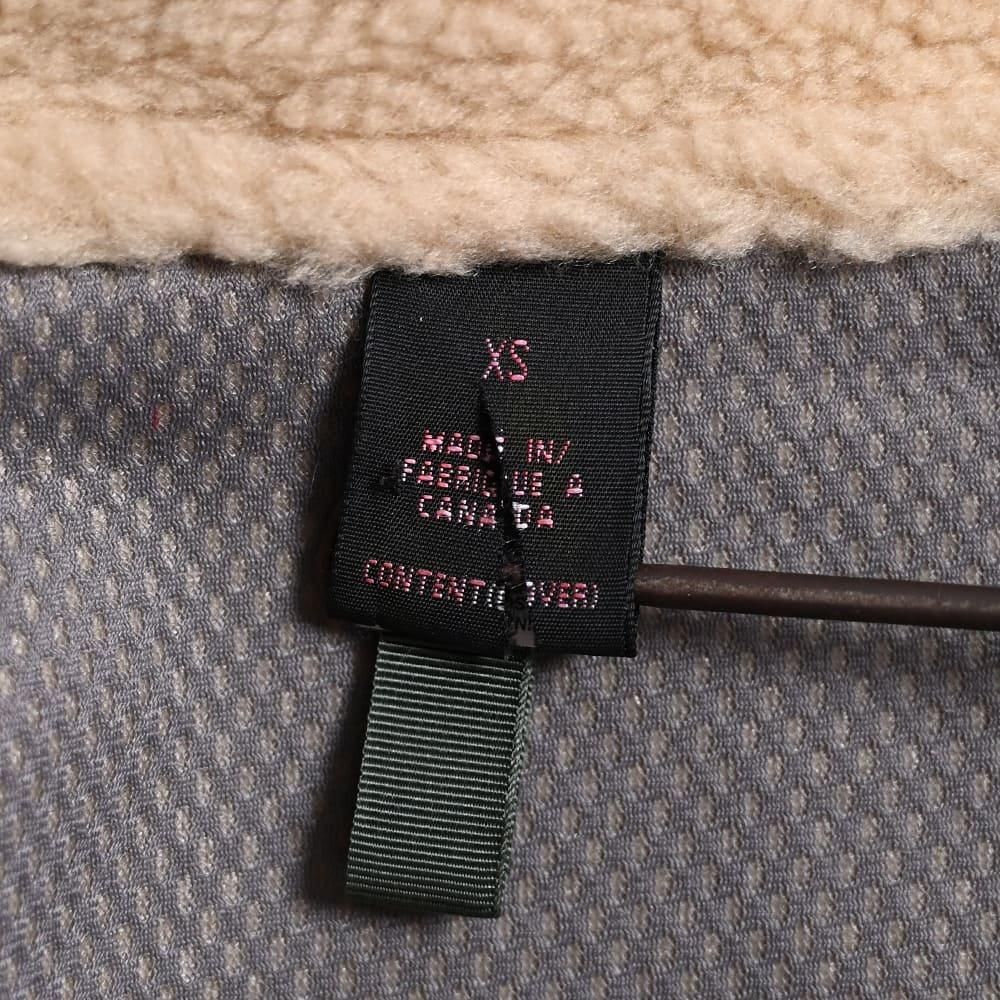 XS
MADE IN/
FABRIQUE A
CANADA
CONTENT(OVER)